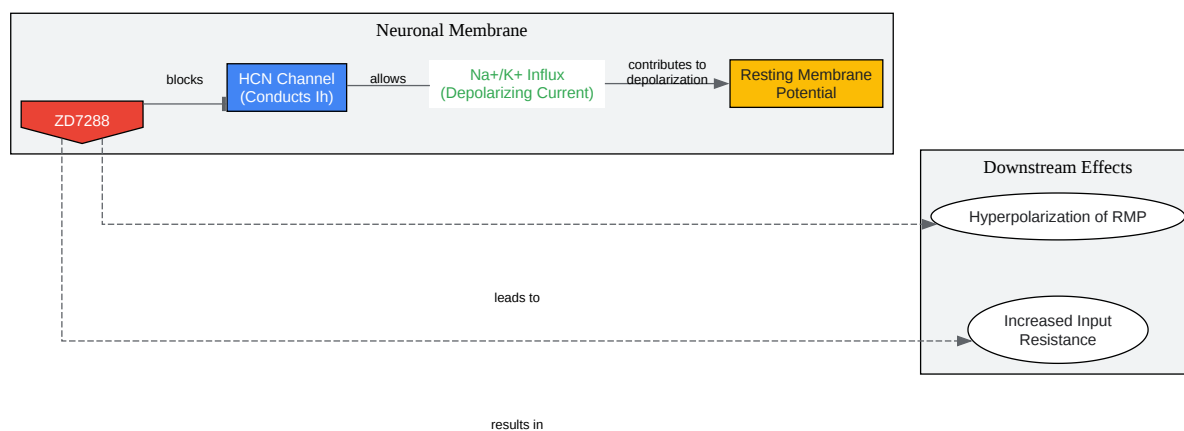 Neuronal Membrane
ZD7288
blocks
HCN Channel
(Conducts Ih)
allows
Na+/K+ Influx
(Depolarizing Current)
contributes to
depolarization
Resting Membrane
Potential
Downstream Effects
Hyperpolarization of RMP
leads to
Increased Input
Resistance
results in